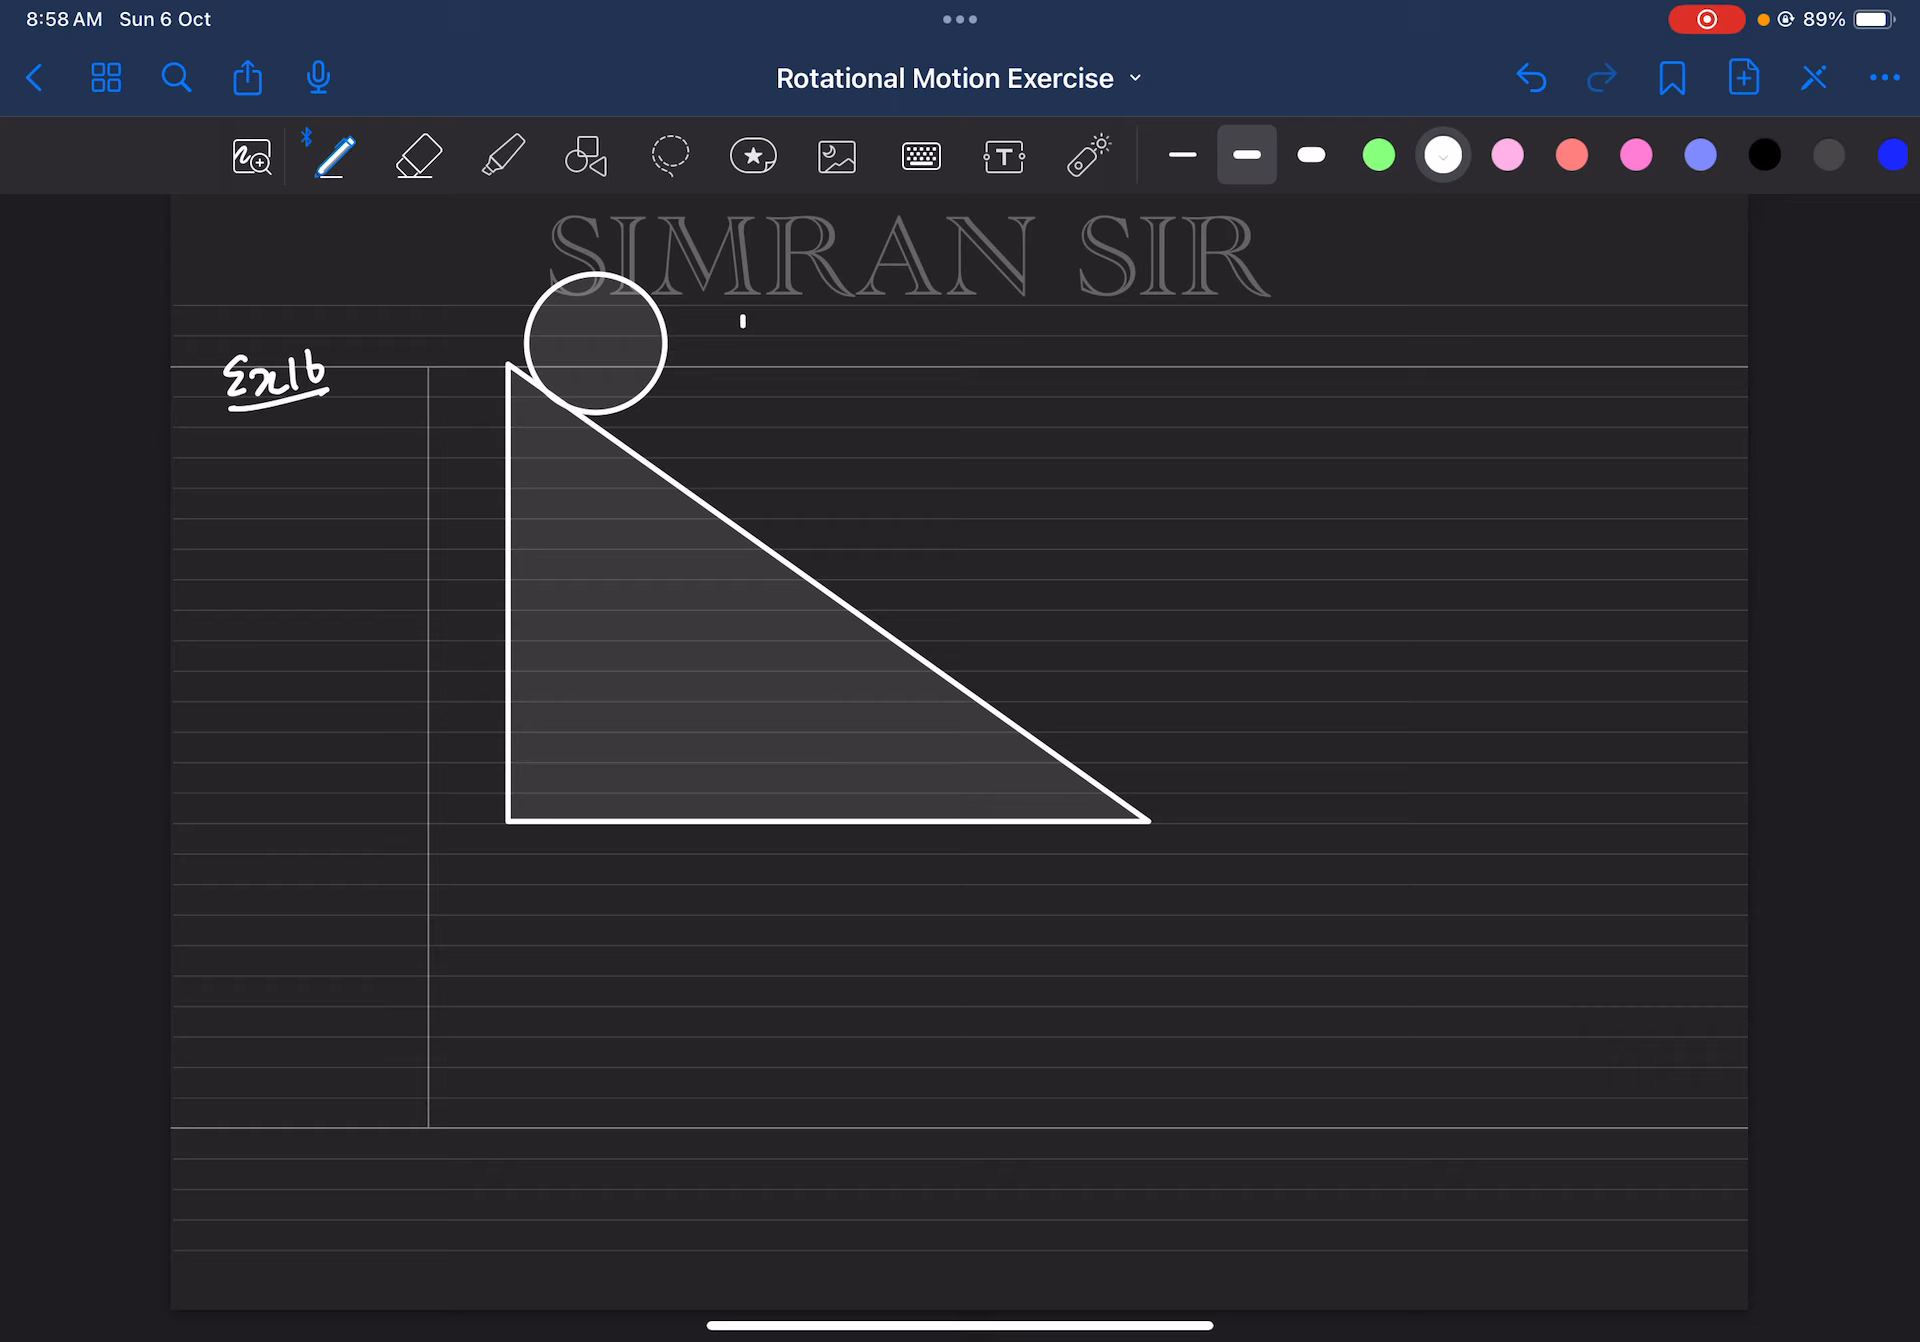 8:58 AM Sun 6 Oct
89%
Rotational Motion Exercise
T
SIMRAN SIR
Ex16